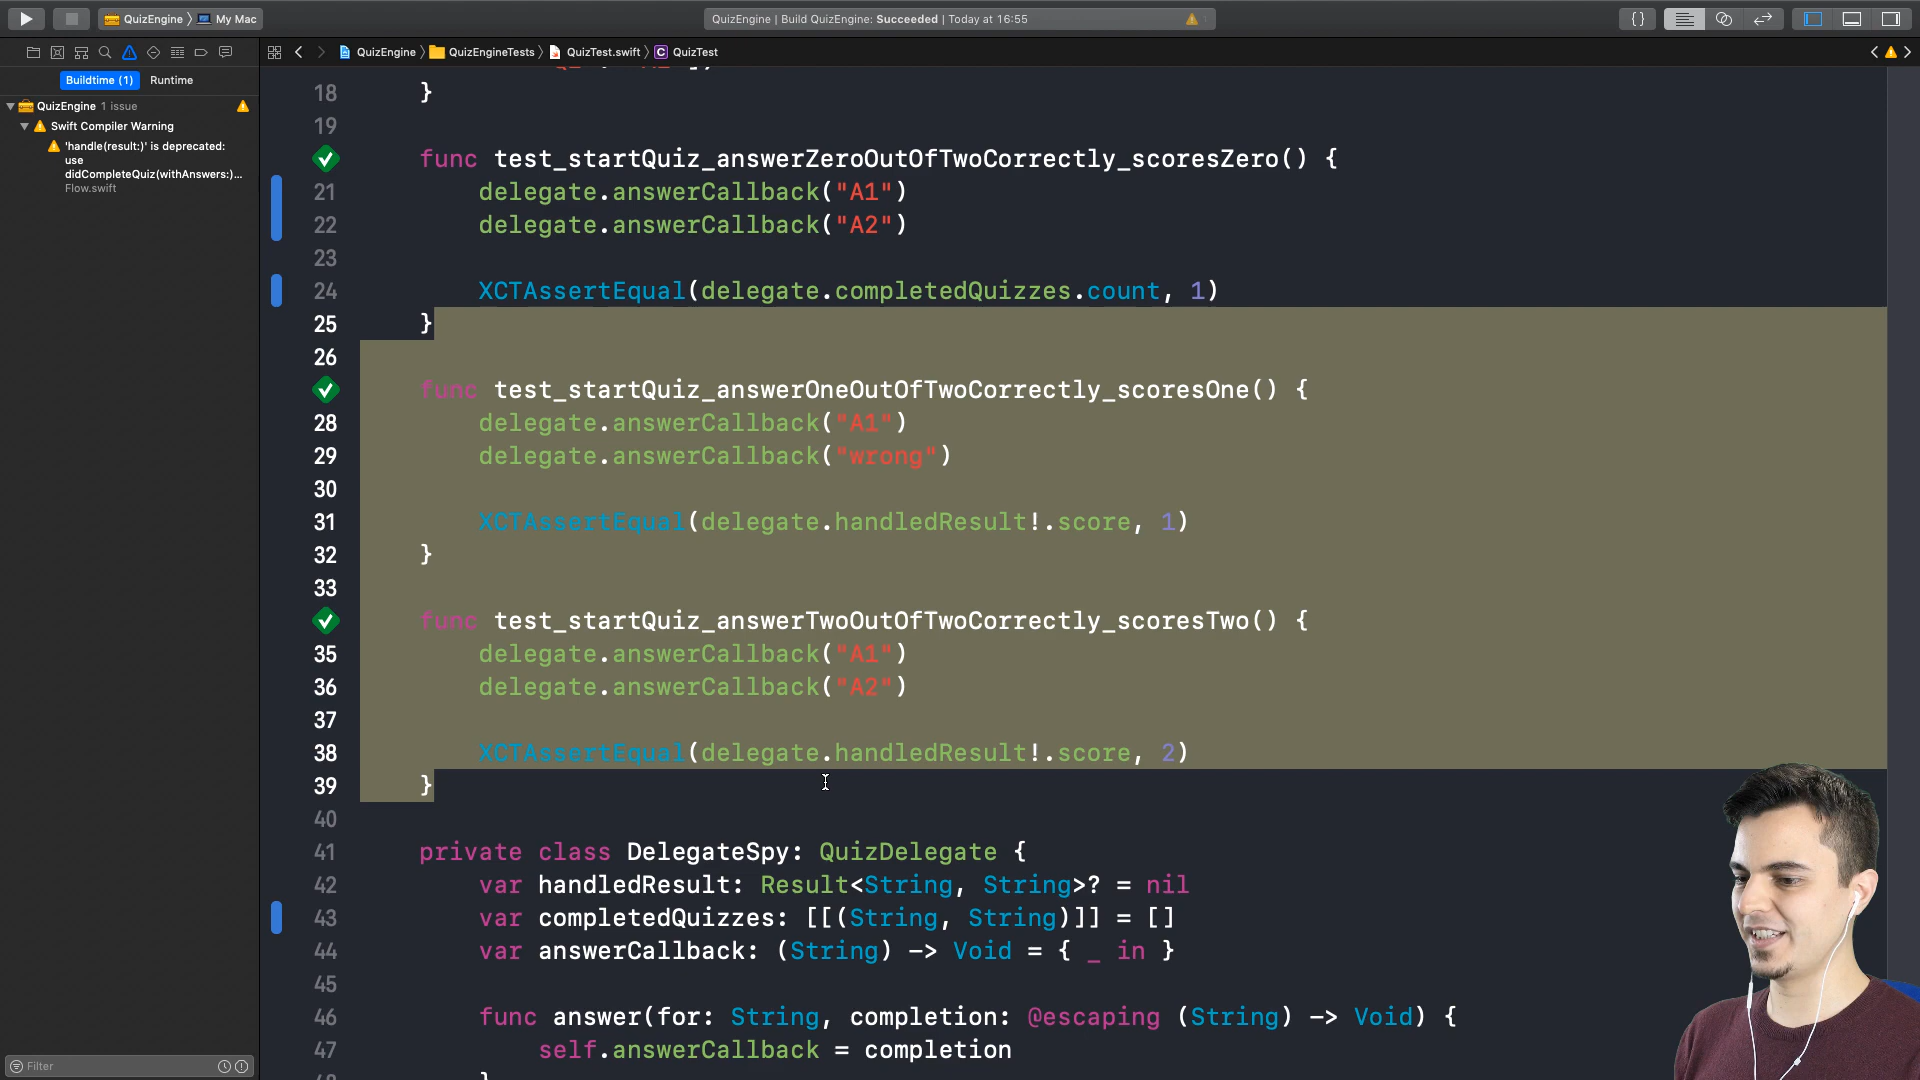 QuizEngine 〉 My Mac
QuizEngine | Build QuizEngine: Succeeded | Today at 16:55
QuizEngine 〉 QuizEngineTests 〉 QuizTest.swift 〉 C QuizTest
Buildtime (1) Runtime
QuizEngine 1 issue
Swift Compiler Warning
'handle(result:)' is deprecated:
use
didCompleteQuiz(withAnswers:)...
Flow.swift
18 }
19
func test_startQuiz_answerZeroOutOfTwoCorrectly_scoresZero() {
21 delegate.answerCallback("A1")
22 delegate.answerCallback("A2")
23
24 XCTAssertEqual(delegate.completedQuizzes.count, 1)
25 }
26
func test_startQuiz_answerOneOutOfTwoCorrectly_scoresOne() {
28 delegate.answerCallback("A1")
29 delegate.answerCallback("wrong")
30
31 XCTAssertEqual(delegate.handledResult!.score, 1)
32 }
33
func test_startQuiz_answerTwoOutOfTwoCorrectly_scoresTwo() {
35 delegate.answerCallback("A1")
36 delegate.answerCallback("A2")
37
38 XCTAssertEqual(delegate.handledResult!.score, 2)
39 }
40
41 private class DelegateSpy: QuizDelegate {
42 var handledResult: Result<String, String>? = nil
43 var completedQuizzes: [[(String, String)]] = []
44 var answerCallback: (String) -> Void = { _ in }
45
46 func answer(for: String, completion: @escaping (String) -> Void) {
47 self.answerCallback = completion
Filter